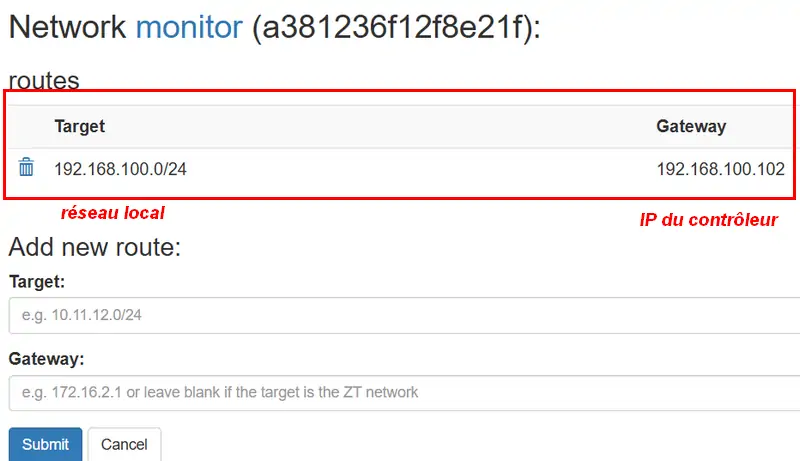 Network monitor (a381236f12f8e21f):
routes
Target Gateway
192.168.100.0/24 192.168.100.102
réseau local
IP du contrôleur
Add new route:
Target:
e.g. 10.11.12.0/24
Gateway:
e.g. 172.16.2.1 or leave blank if the target is the ZT network
Submit Cancel